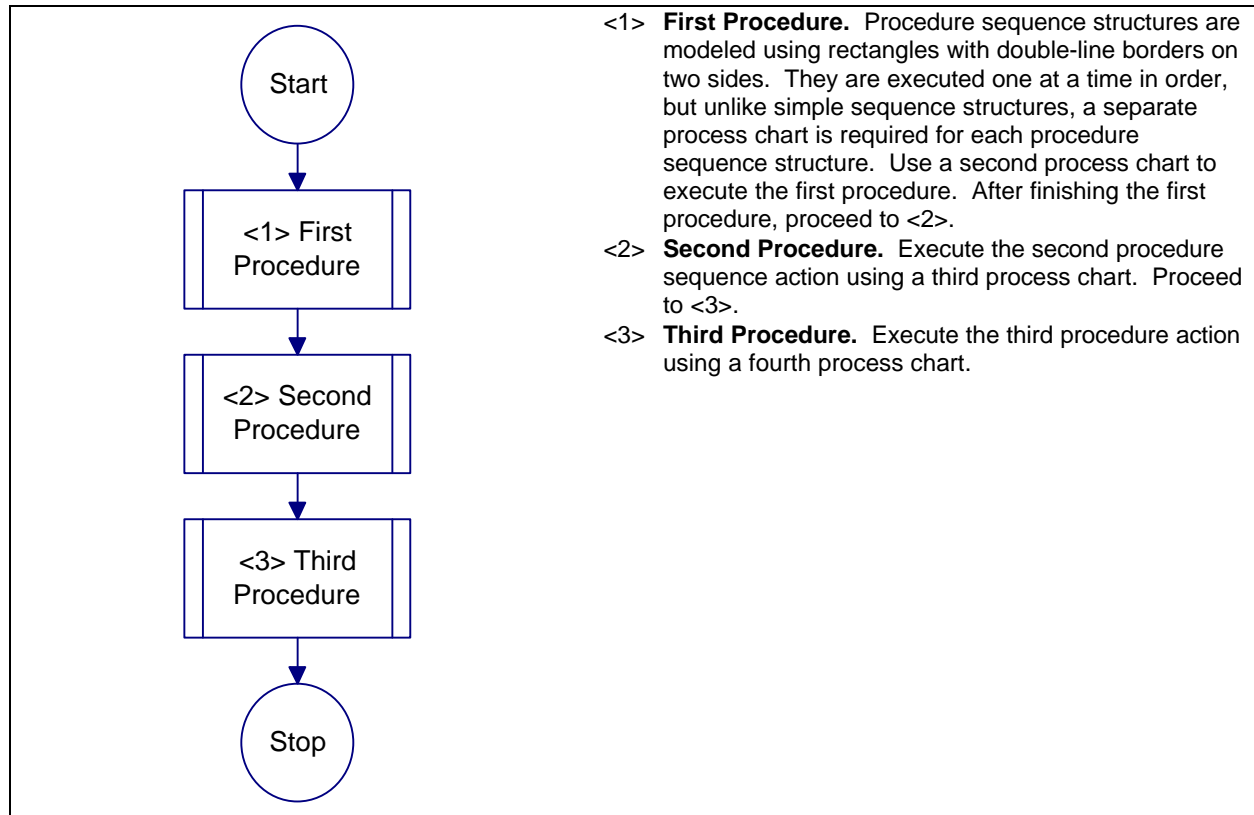 Start
<1> First
Procedure
<2> Second
Procedure
<3> Third
Procedure
Stop
<1> First Procedure. Procedure sequence structures are
modeled using rectangles with double-line borders on
two sides. They are executed one at a time in order,
but unlike simple sequence structures, a separate
process chart is required for each procedure
sequence structure. Use a second process chart to
execute the first procedure. After finishing the first
procedure, proceed to <2>.
<2> Second Procedure. Execute the second procedure
sequence action using a third process chart. Proceed
to <3>.
<3> Third Procedure. Execute the third procedure action
using a fourth process chart.